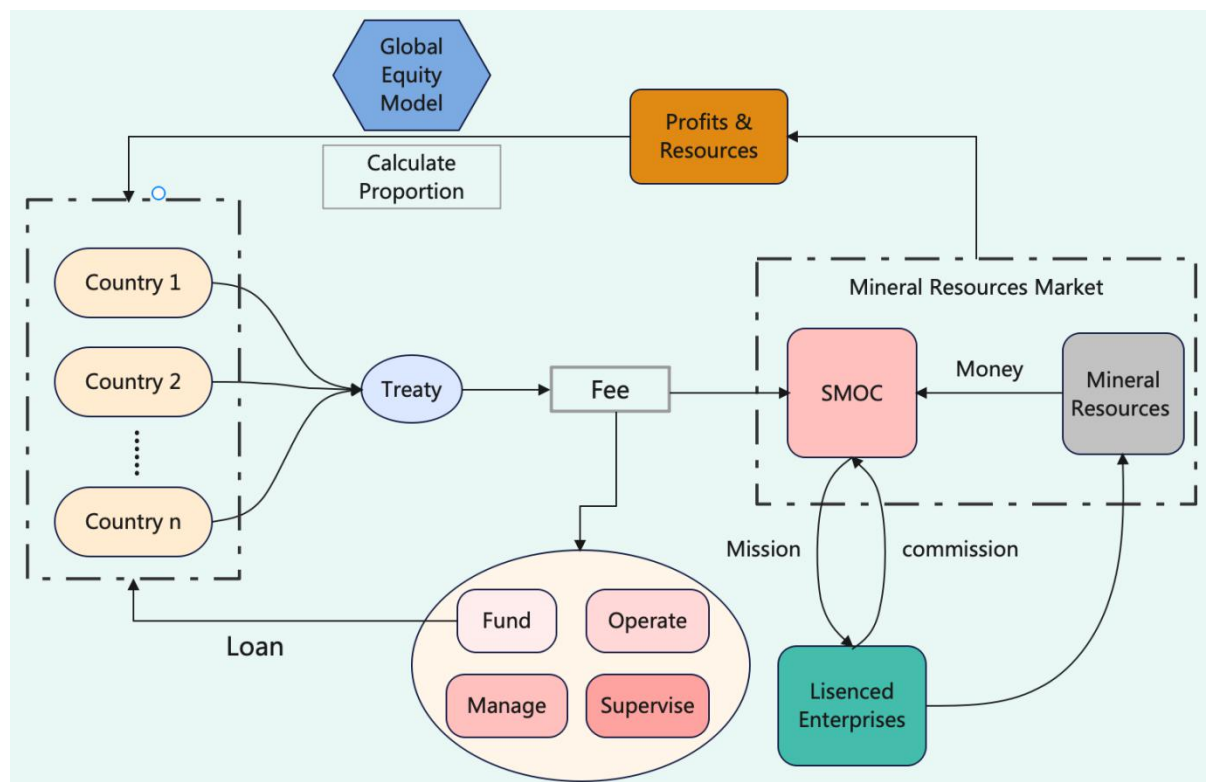 Global
Equity
Model
Profits &
Resources
Calculate
Proportion
Country 1
Mineral Resources Market
Country 2
Treaty
Fee
SMOC
Money
Mineral
Resources
Country n
Mission
commission
Loan
Fund
Operate
Manage
Supervise
Lisenced
Enterprises